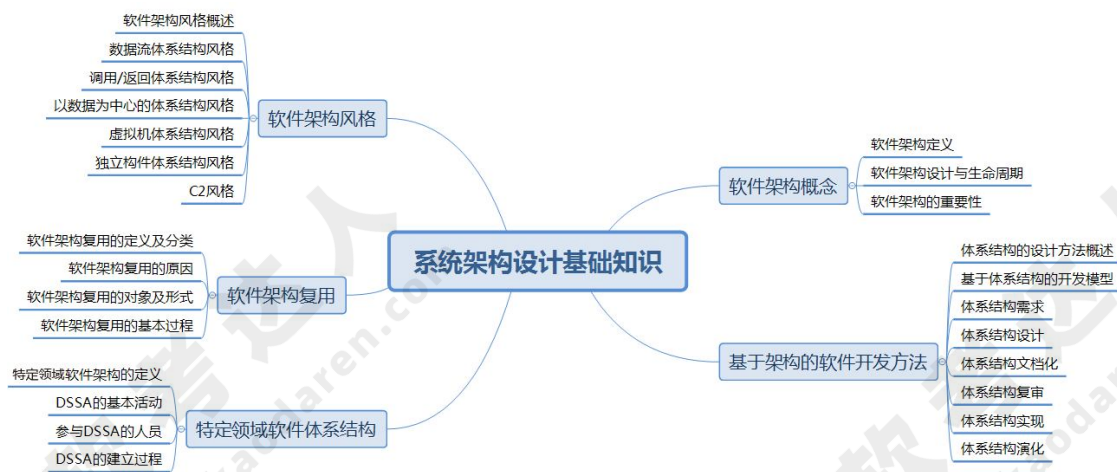 系统架构设计基础知识
软件架构概念
软件架构定义
软件架构设计与生命周期
软件架构的重要性
基于架构的软件开发方法
体系结构的设计方法概述
基于体系结构的开发模型
体系结构需求
体系结构设计
体系结构文档化
体系结构复审
体系结构实现
体系结构演化
软件架构风格
软件架构风格概述
数据流体系结构风格
调用/返回体系结构风格
以数据为中心的体系结构风格
虚拟机体系结构风格
独立构件体系结构风格
C2风格
软件架构复用
软件架构复用的定义及分类
软件架构复用的原因
软件架构复用的对象及形式
软件架构复用的基本过程
特定领域软件体系结构
特定领域软件架构的定义
DSSA的基本活动
参与DSSA的人员
DSSA的建立过程